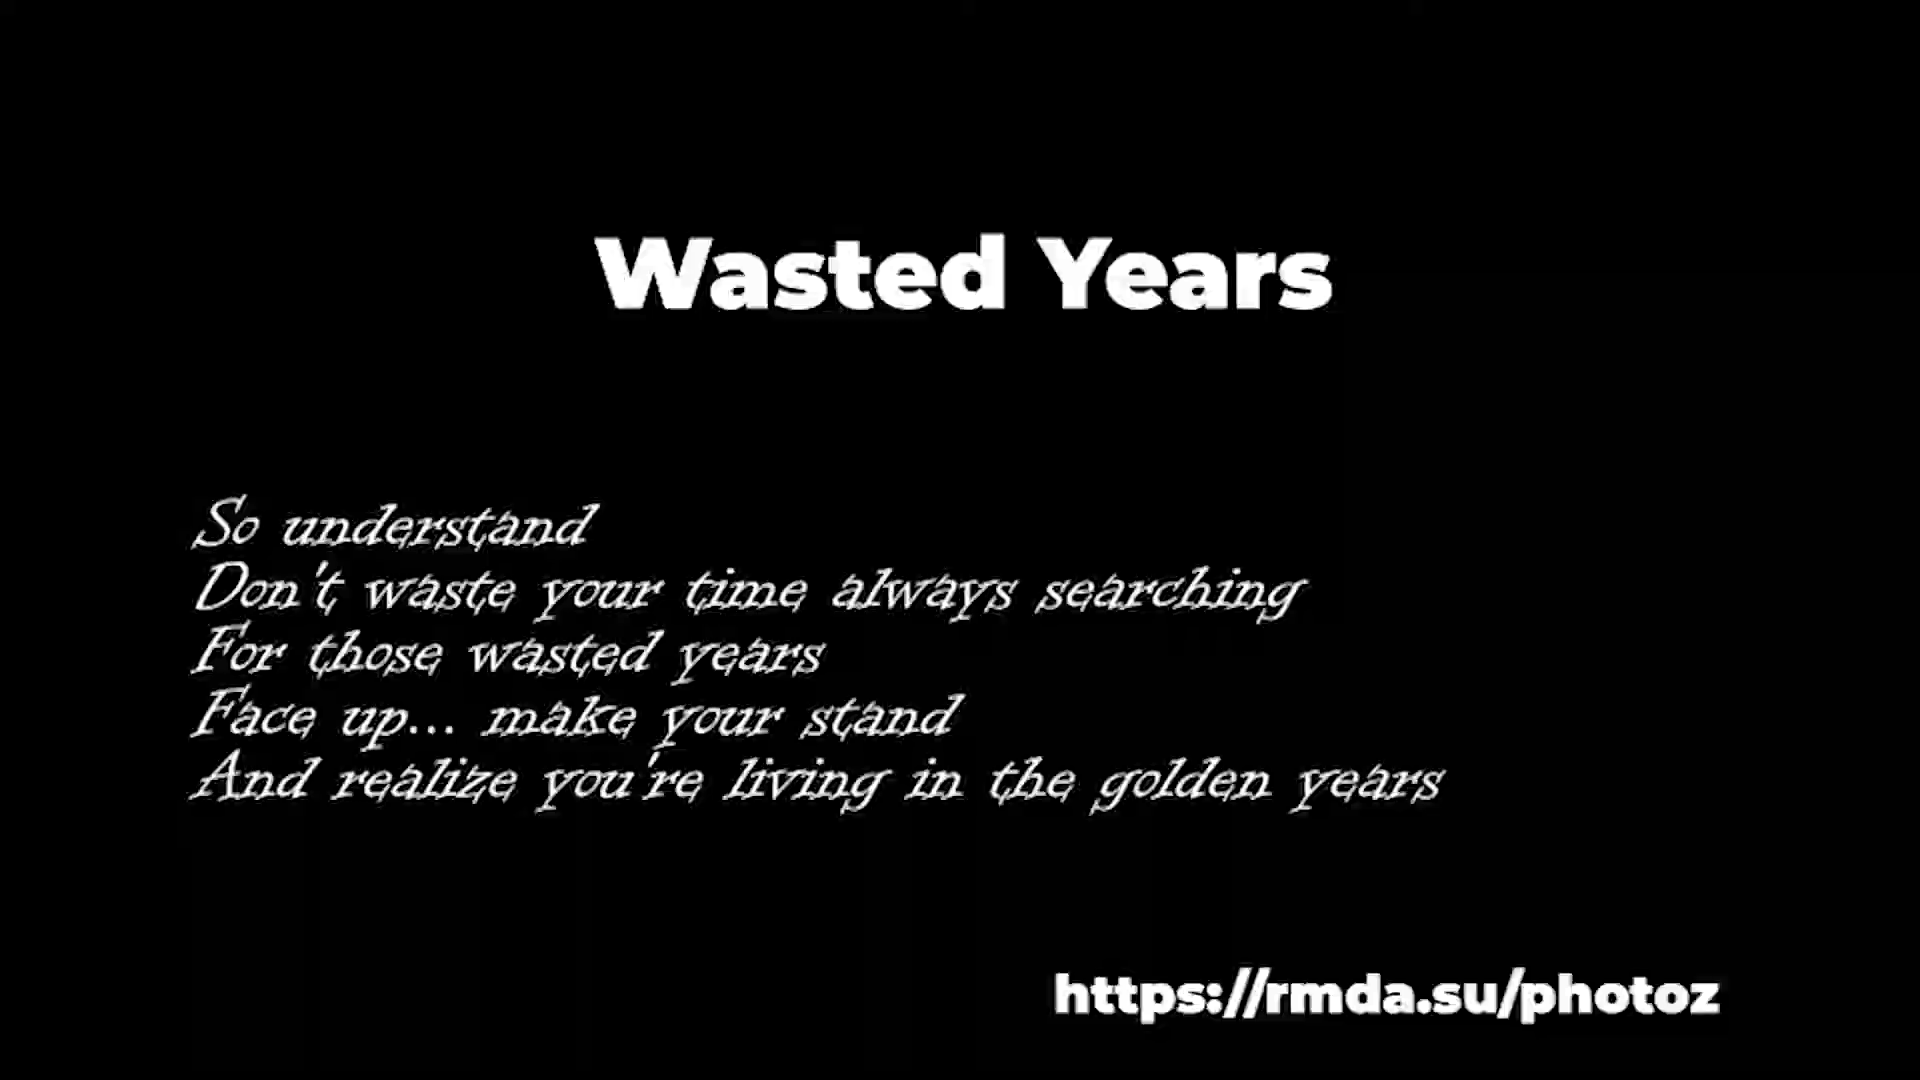 Wasted Years
So understand
Don't waste your time always searching
For those wasted years
Face up... make your stand
And realize you're living in the golden years
https://rmda.su/photoz